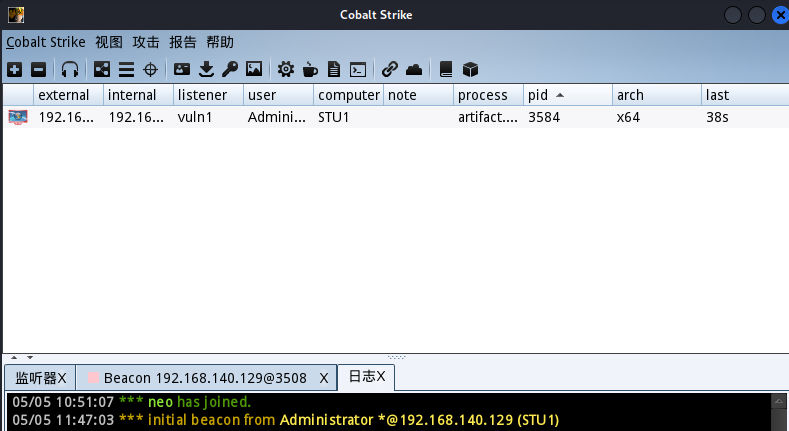 Cobalt Strike
Cobalt Strike 视图 攻击 报告 帮助
external internal listener user computer note process pid arch last
192.16... 192.16... vuln1 Admini... STU1 artifact.... 3584 x64 38s
监听器X Beacon 192.168.140.129@3508 X 日志X
05/05 10:51:07 *** neo has joined.
05/05 11:47:03 *** initial beacon from Administrator *@192.168.140.129 (STU1)